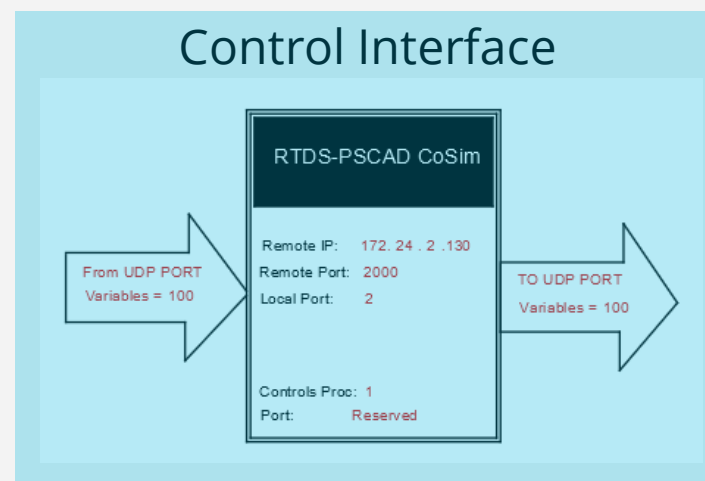 Control Interface
RTDS-PSCAD CoSim
From UDP PORT
Variables = 100
Remote IP: 172. 24 . 2 .130
Remote Port: 2000
Local Port: 2
Controls Proc: 1
Port: Reserved
TO UDP PORT
Variables = 100